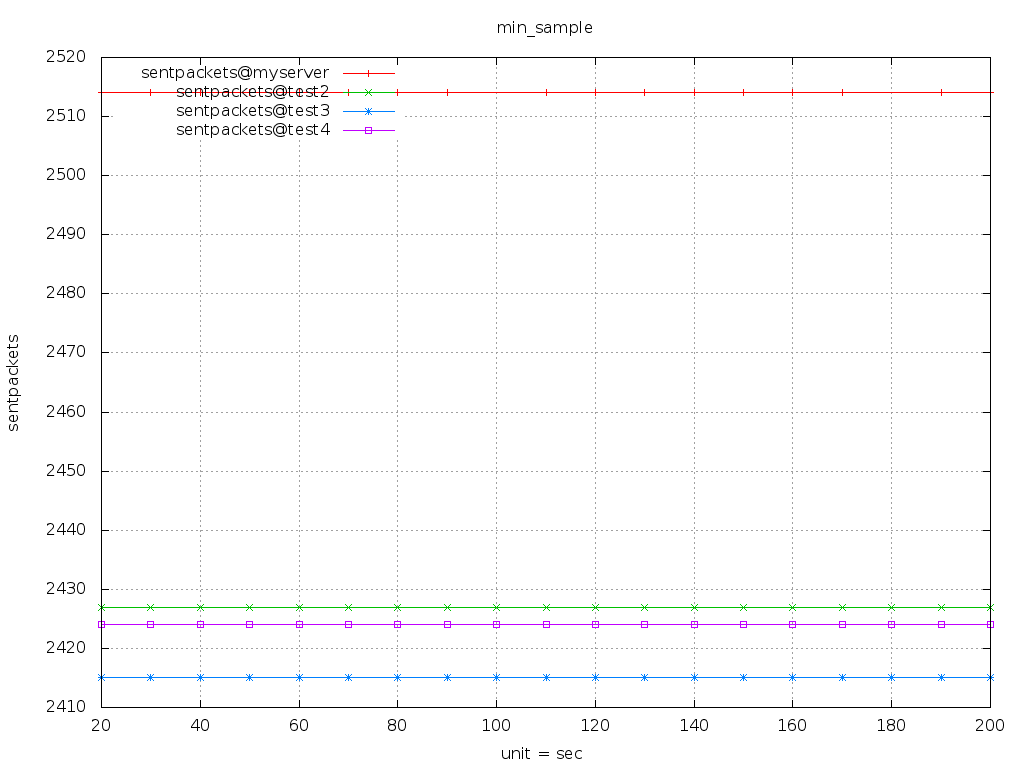 min_sample
2520
2510
2500
2490
2480
2470
2460
2450
2440
2430
2420
2410
sentpackets@myserver
sentpackets@test2
sentpackets@test3
sentpackets@test4
sentpackets
20 40 60 80 100 120 140 160 180 200
unit = sec